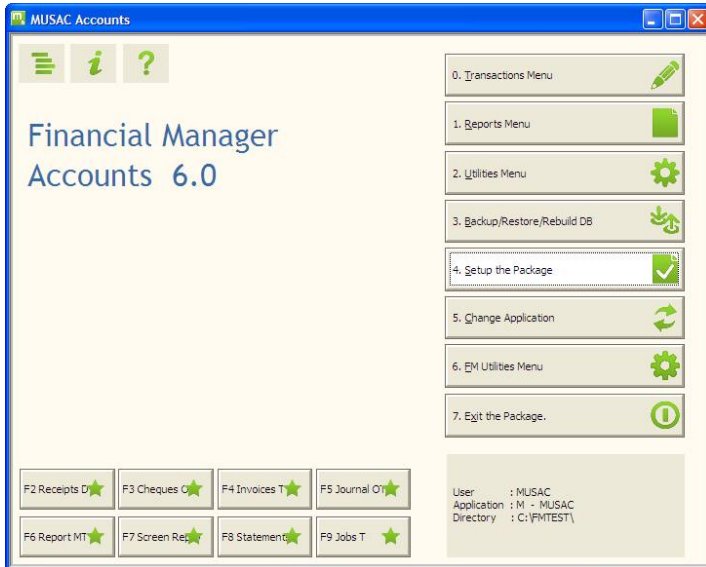 MUSAC Accounts
Financial Manager
Accounts 6.0
0. Transactions Menu
1. Reports Menu
2. Utilities Menu
3. Backup/Restore/Rebuild DB
4. Setup the Package
5. Change Application
6. FM Utilities Menu
7. Exit the Package.
F2 Receipts
F3 Cheques
F4 Invoices T
F5 Journal
F6 Report MT
F7 Screen
F8 Statement
F9 Jobs T
User : MUSAC
Application : M - MUSAC
Directory : C:\FMTEST\